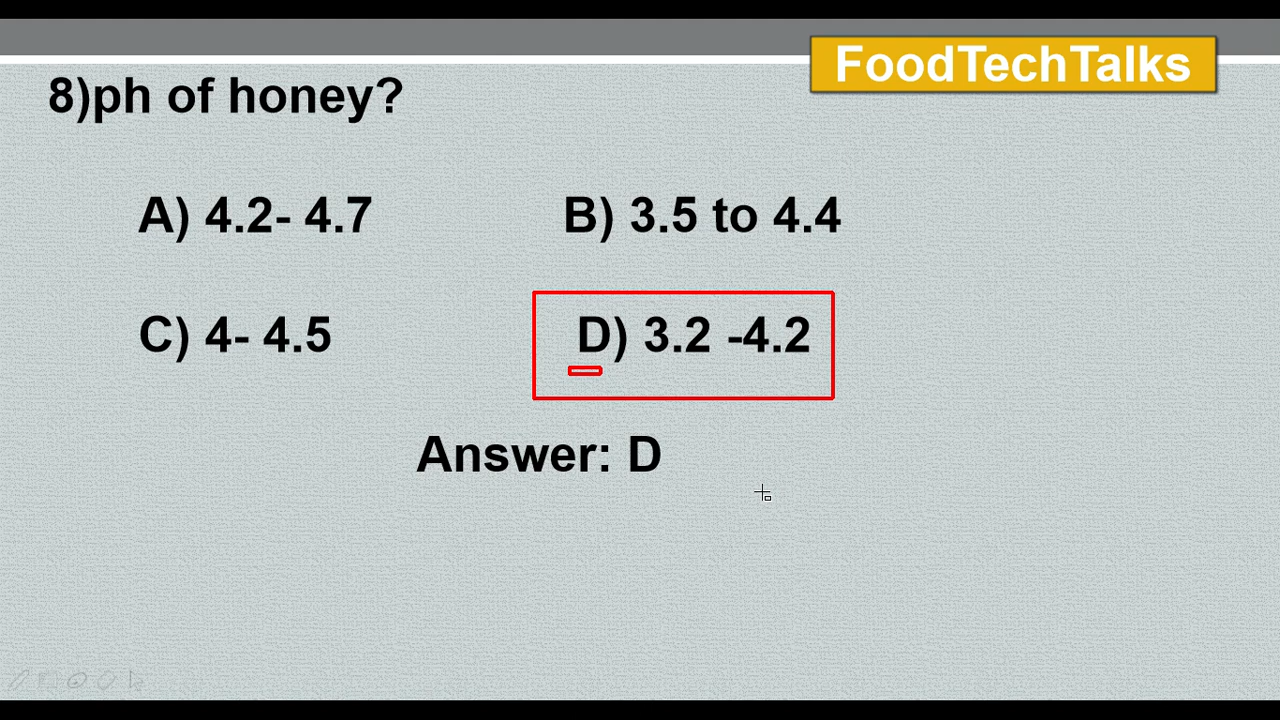 FoodTechTalks
8)ph of honey?
A) 4.2- 4.7
B) 3.5 to 4.4
C) 4- 4.5
D) 3.2 -4.2
Answer: D